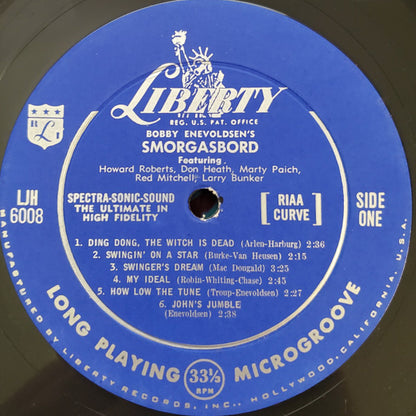 LIBERTY
REG. U.S. PAT. OFFICE
BOBBY ENEVOLDSEN'S
SMORGASBORD
Featuring
Howard Roberts, Don Heath, Marty Paich,
Red Mitchell, Larry Bunker
LJH
6008
SPECTRA-SONIC-SOUND
THE ULTIMATE IN
HIGH FIDELITY
[ RIAA
CURVE ]
SIDE
ONE
1. DING DONG, THE WITCH IS DEAD (Arlen-Harburg) 2:36
2. SWINGIN' ON A STAR (Burke-Van Heusen) 2:15
3. SWINGER'S DREAM (Mac Dougald) 3:25
4. MY IDEAL (Robin-Whiting-Chase) 2:45
5. HOW LOW THE TUNE (Troup-Enevoldsen) 2:27
6. JOHN'S JUMBLE
(Enevoldsen) 2:38
LONG PLAYING 33⅓ RPM MICROGROOVE
MANUFACTURED BY LIBERTY RECORDS, INC., HOLLYWOOD, CALIFORNIA, U.S.A.